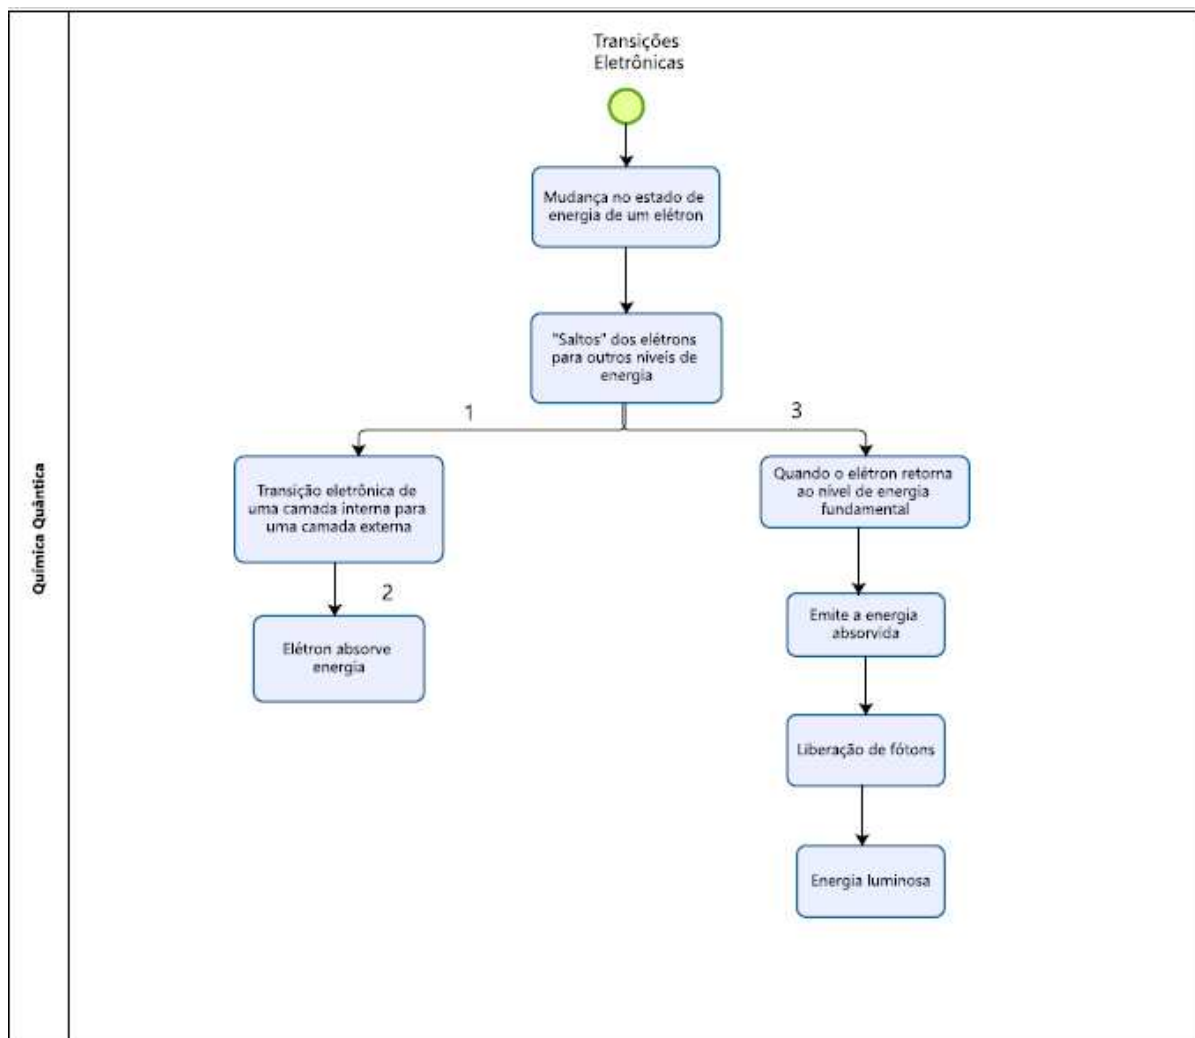 Transições
Eletrônicas
Mudança no estado de
energia de um elétron
"Saltos" dos elétrons
para outros níveis de
energia
1
3
Transição eletrônica de
uma camada interna para
uma camada externa
2
Elétron absorve
energia
Quando o elétron retorna
ao nível de energia
fundamental
Emite a energia
absorvida
Liberação de fótons
Energia luminosa
Química Quântica